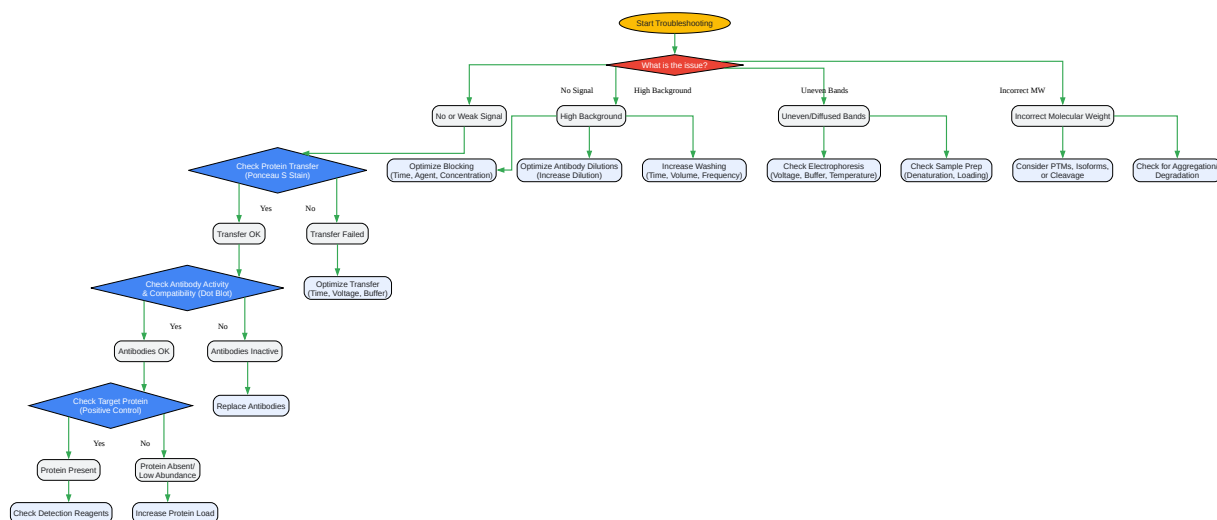 Start Troubleshooting
What is the issue?
No Signal
High Background
Uneven Bands
Incorrect MW
No or Weak Signal
High Background
Uneven/Diffused Bands
Incorrect Molecular Weight
Check Protein Transfer
(Ponceau S Stain)
Optimize Blocking
(Time, Agent, Concentration)
Optimize Antibody Dilutions
(Increase Dilution)
Increase Washing
(Time, Volume, Frequency)
Check Electrophoresis
(Voltage, Buffer, Temperature)
Check Sample Prep
(Denaturation, Loading)
Consider PTMs, Isoforms,
or Cleavage
Check for Aggregation/
Degradation
Yes
No
Transfer OK
Transfer Failed
Check Antibody Activity
& Compatibility (Dot Blot)
Optimize Transfer
(Time, Voltage, Buffer)
Yes
No
Antibodies OK
Antibodies Inactive
Check Target Protein
(Positive Control)
Replace Antibodies
Yes
No
Protein Present
Protein Absent/
Low Abundance
Check Detection Reagents
Increase Protein Load